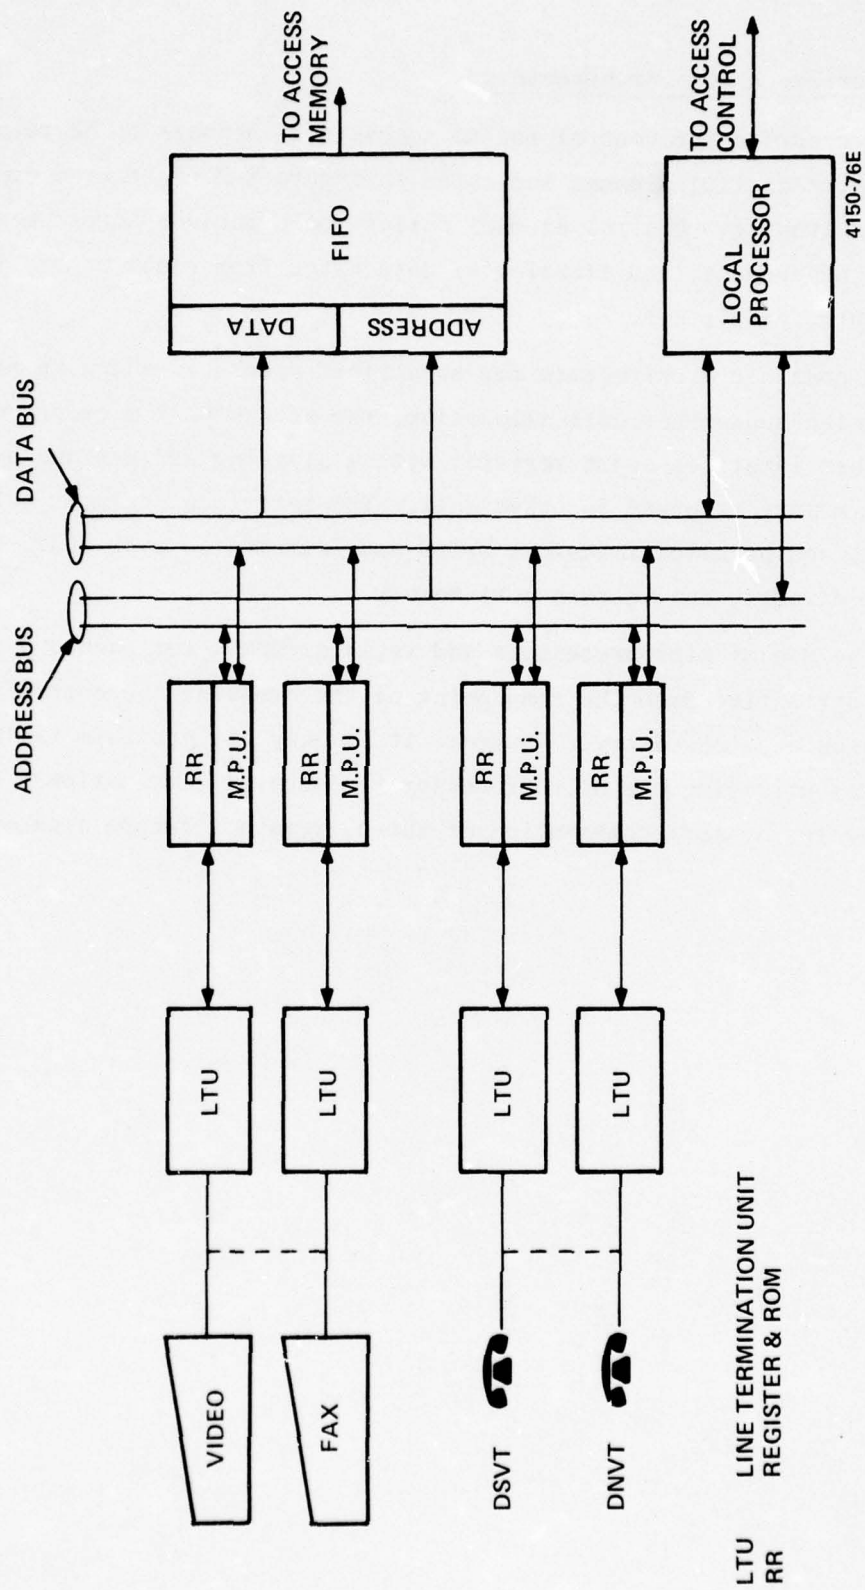 ADDRESS BUS
DATA BUS
VIDEO
LTU
RR
M.P.U.
FAX
LTU
RR
M.P.U.
DATA
ADDRESS
FIFO
TO ACCESS
MEMORY
DSVT
LTU
RR
M.P.U.
DNVT
LTU
RR
M.P.U.
LOCAL
PROCESSOR
TO ACCESS
CONTROL
LTU LINE TERMINATION UNIT
RR REGISTER & ROM
4150-76E